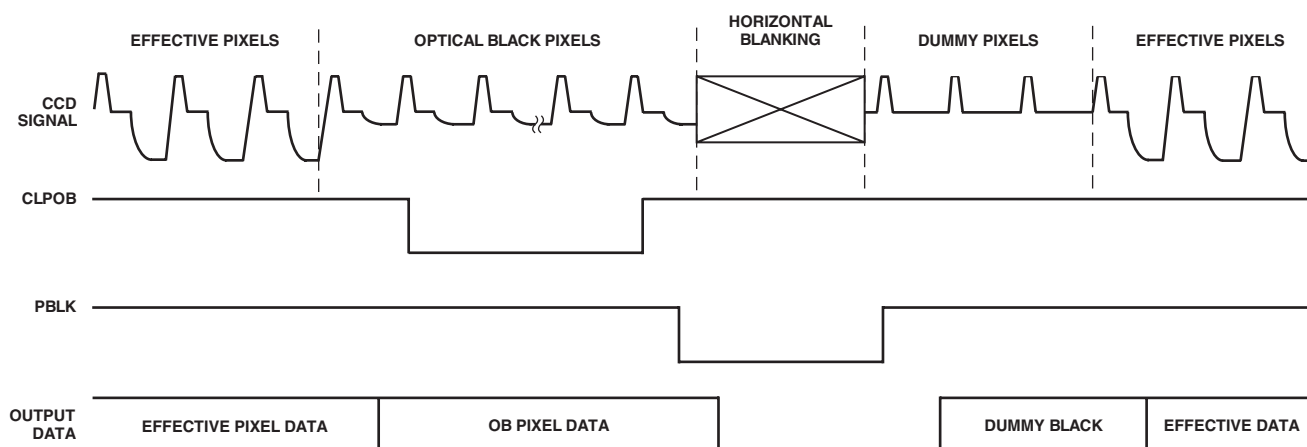 EFFECTIVE PIXELS
OPTICAL BLACK PIXELS
HORIZONTAL
BLANKING
DUMMY PIXELS
EFFECTIVE PIXELS
CCD
SIGNAL
CLPOB
PBLK
OUTPUT
DATA
EFFECTIVE PIXEL DATA
OB PIXEL DATA
DUMMY BLACK
EFFECTIVE DATA